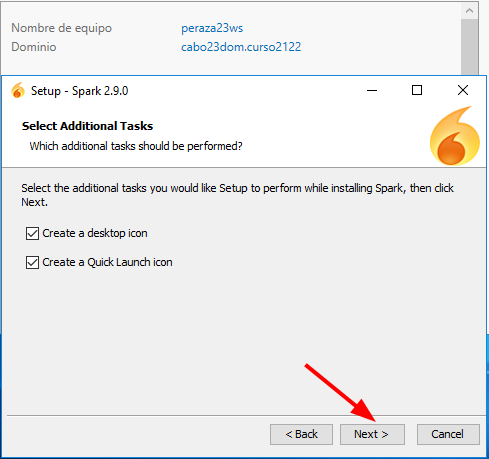 Nombre de equipo peraza23ws
Dominio cabo23dom.curso2122
Setup - Spark 2.9.0
Select Additional Tasks
Which additional tasks should be performed?
Select the additional tasks you would like Setup to perform while installing Spark, then click
Next.
Create a desktop icon
Create a Quick Launch icon
< Back Next > Cancel